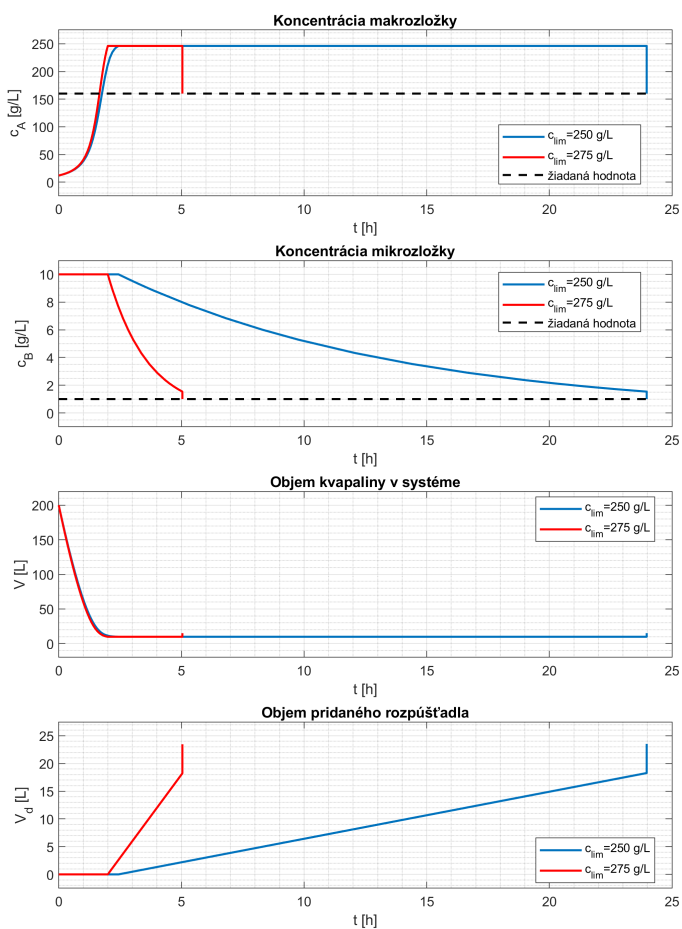 Koncentrácia makrozložky
c_A [g/L]
250
200
150
100
50
0
c_lim=250 g/L
c_lim=275 g/L
žiadaná hodnota
0 5 10 15 20 25
t [h]
Koncentrácia mikrozložky
c_B [g/L]
10
8
6
4
2
0
c_lim=250 g/L
c_lim=275 g/L
žiadaná hodnota
0 5 10 15 20 25
t [h]
Objem kvapaliny v systéme
V [L]
200
150
100
50
0
c_lim=250 g/L
c_lim=275 g/L
0 5 10 15 20 25
t [h]
Objem pridaného rozpúšťadla
V_d [L]
25
20
15
10
5
0
c_lim=250 g/L
c_lim=275 g/L
0 5 10 15 20 25
t [h]